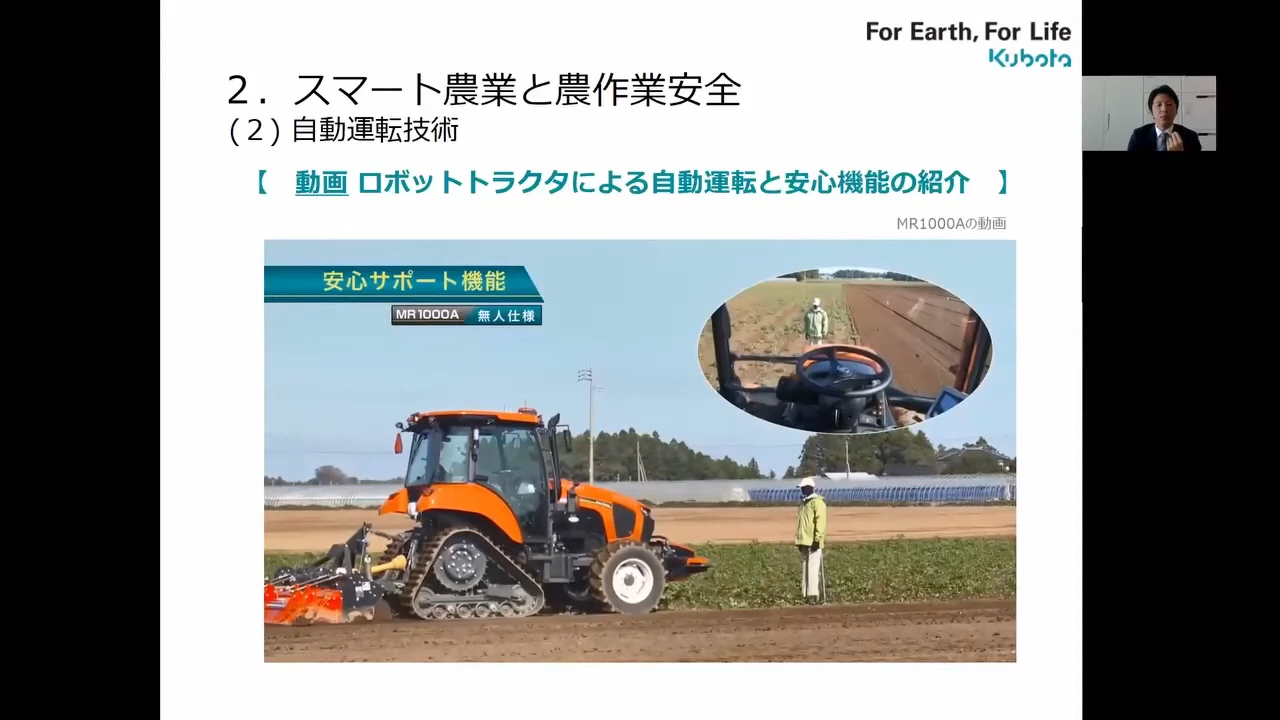 For Earth, For Life
Kubota
２．スマート農業と農作業安全
(２) 自動運転技術
【　動画 ロボットトラクタによる自動運転と安心機能の紹介　】
MR1000Aの動画
安心サポート機能
MR1000A 無人仕様